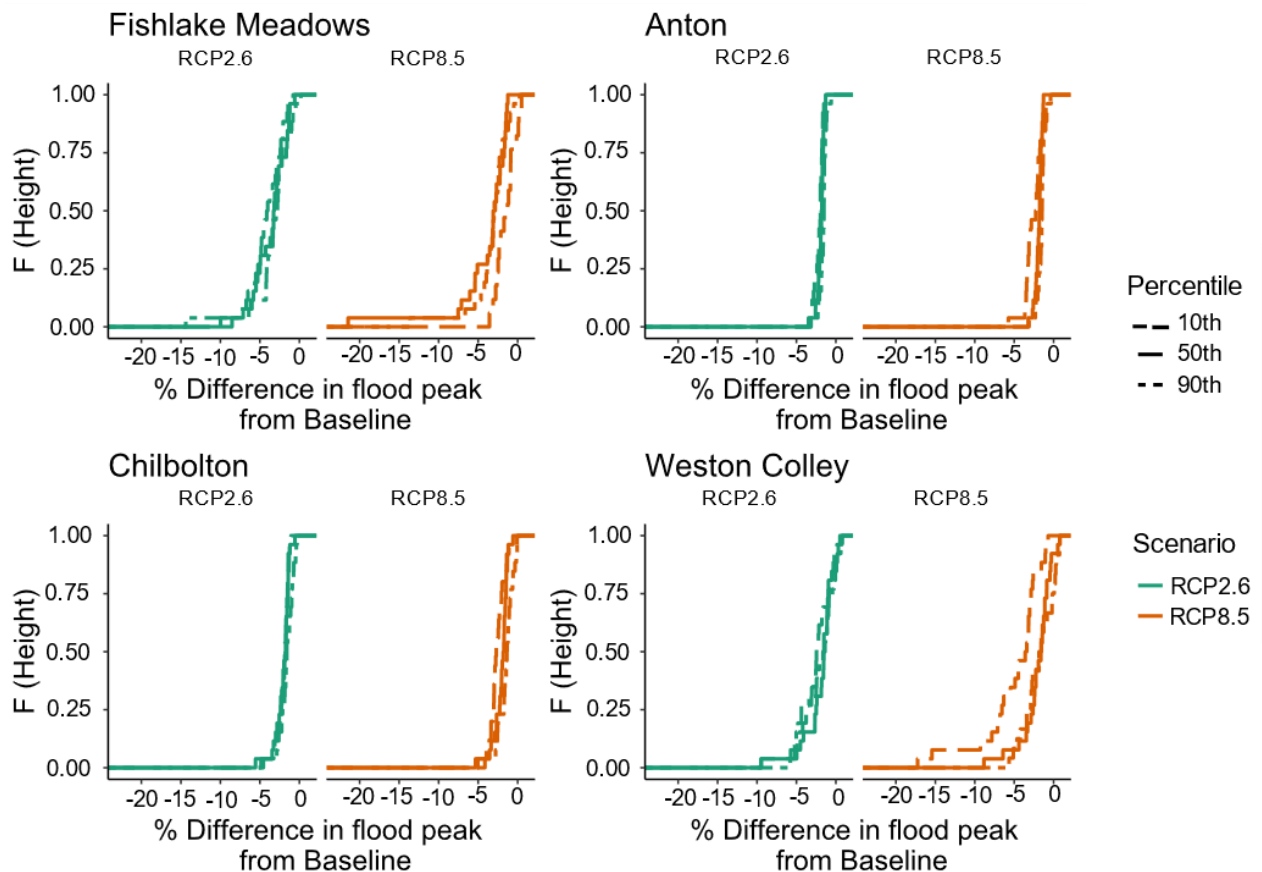 Fishlake Meadows
RCP2.6 RCP8.5
1.00
0.75
0.50
0.25
0.00
F (Height)
-20 -15 -10 -5 0 -20 -15 -10 -5 0
% Difference in flood peak
from Baseline
Anton
RCP2.6 RCP8.5
1.00
0.75
0.50
0.25
0.00
F (Height)
-20 -15 -10 -5 0 -20 -15 -10 -5 0
% Difference in flood peak
from Baseline
Percentile
10th
50th
90th
Chilbolton
RCP2.6 RCP8.5
1.00
0.75
0.50
0.25
0.00
F (Height)
-20 -15 -10 -5 0 -20 -15 -10 -5 0
% Difference in flood peak
from Baseline
Weston Colley
RCP2.6 RCP8.5
1.00
0.75
0.50
0.25
0.00
F (Height)
-20 -15 -10 -5 0 -20 -15 -10 -5 0
% Difference in flood peak
from Baseline
Scenario
RCP2.6
RCP8.5